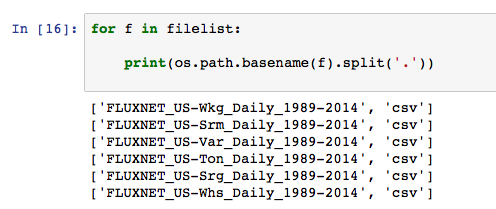 In [16]: for f in filelist:
print(os.path.basename(f).split('.'))
['FLUXNET_US-Wkg_Daily_1989-2014', 'csv']
['FLUXNET_US-Srm_Daily_1989-2014', 'csv']
['FLUXNET_US-Var_Daily_1989-2014', 'csv']
['FLUXNET_US-Ton_Daily_1989-2014', 'csv']
['FLUXNET_US-Srg_Daily_1989-2014', 'csv']
['FLUXNET_US-Whs_Daily_1989-2014', 'csv']